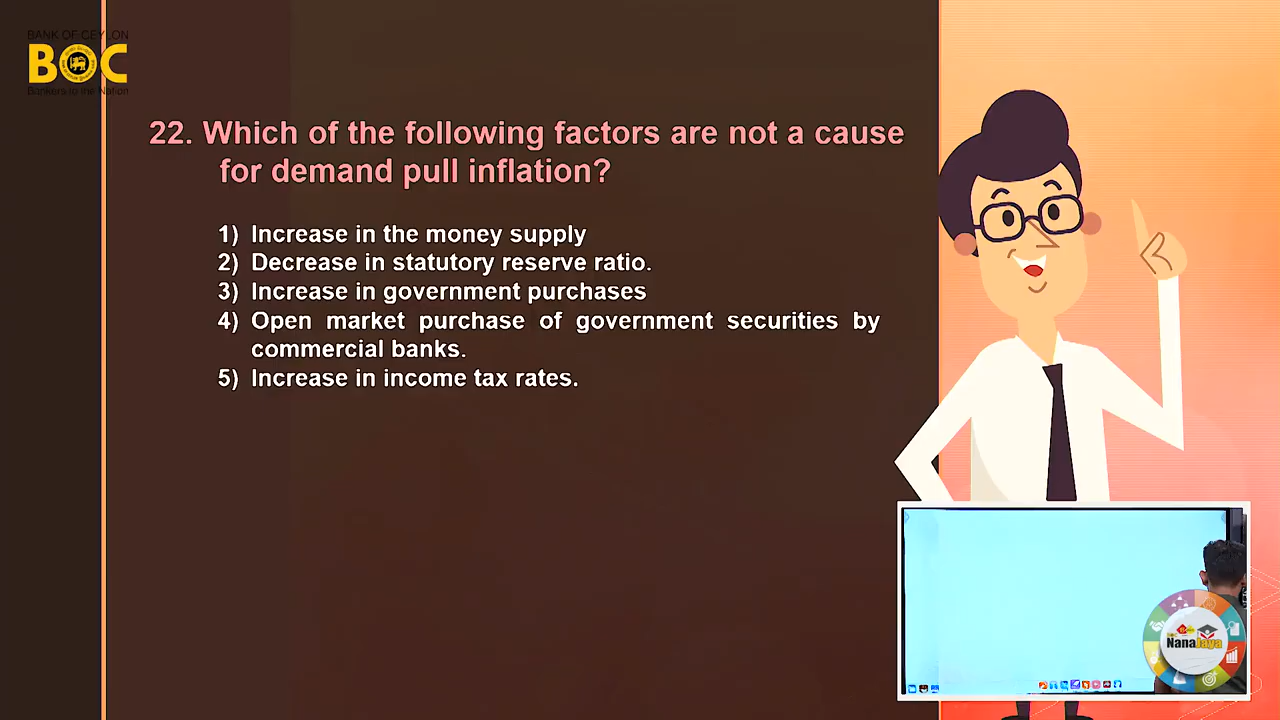 BANK OF CEYLON
BOC
Bankers to the Nation
22. Which of the following factors are not a cause
for demand pull inflation?
1) Increase in the money supply
2) Decrease in statutory reserve ratio.
3) Increase in government purchases
4) Open market purchase of government securities by
commercial banks.
5) Increase in income tax rates.
NanaJaya